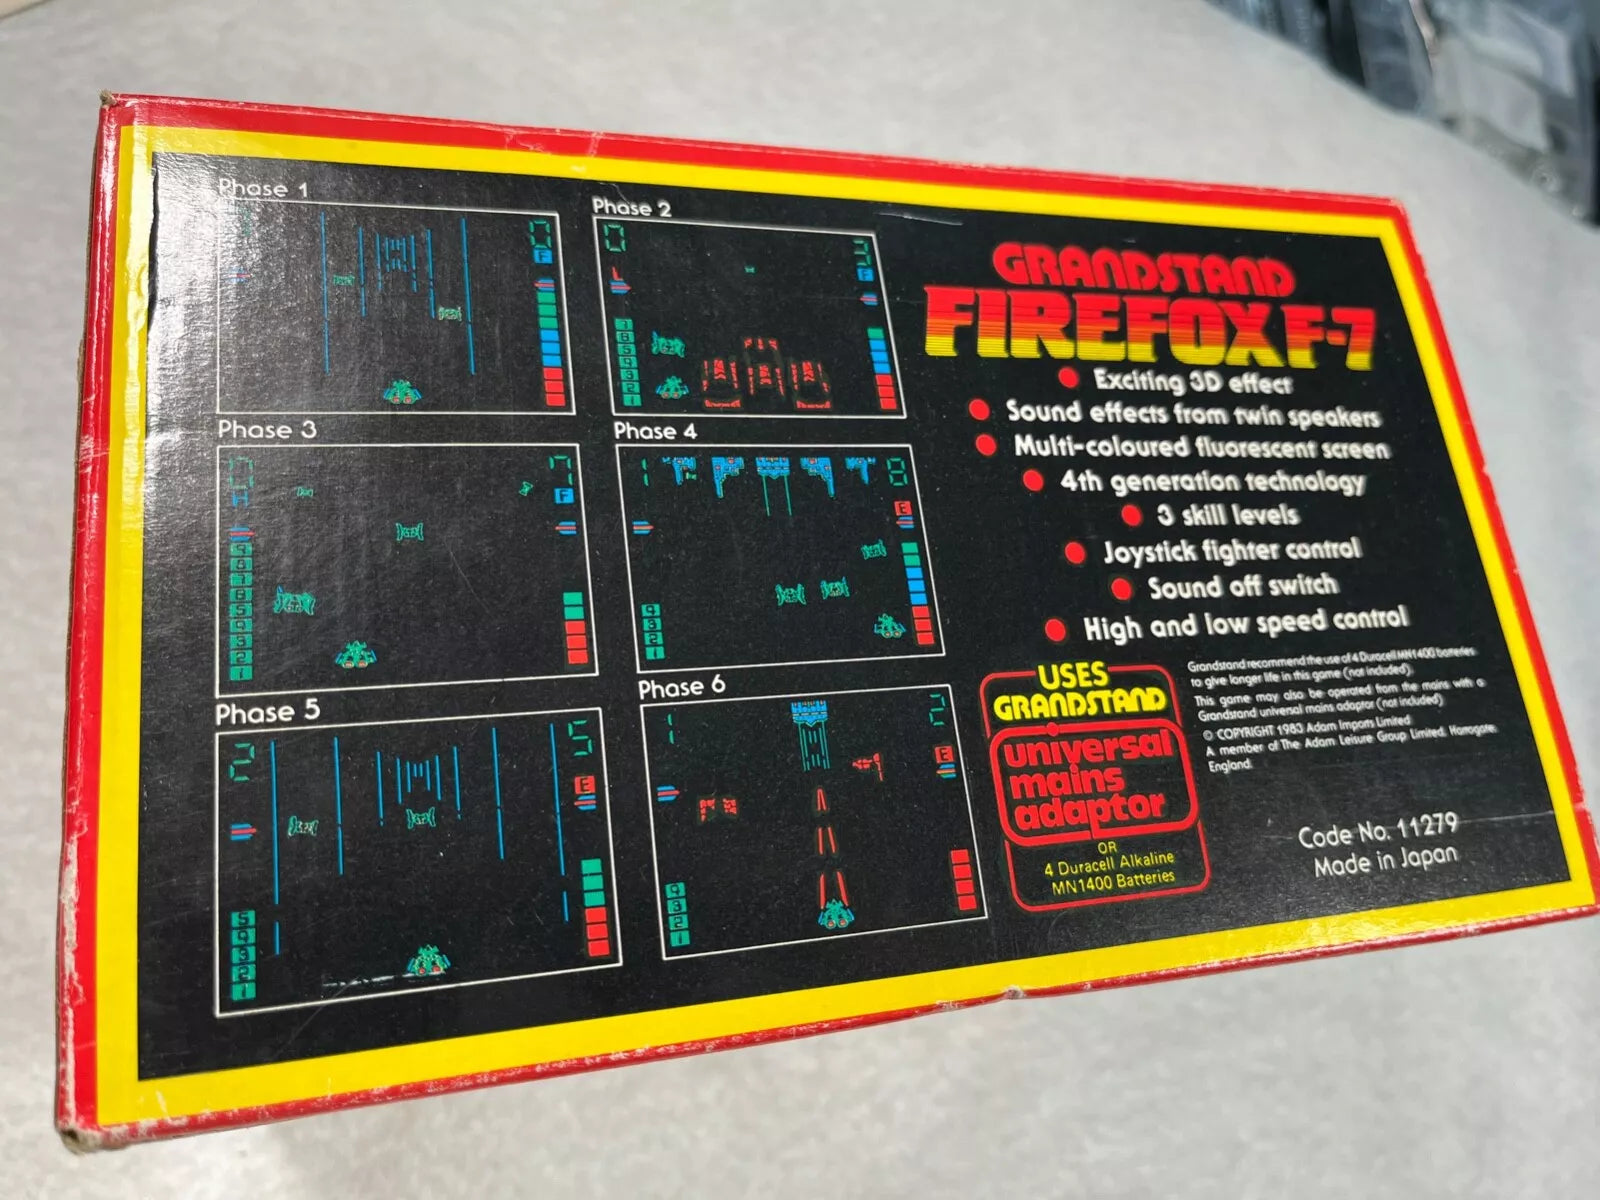 Phase 1
Phase 2
Phase 3
Phase 4
Phase 5
Phase 6
GRANDSTAND
FIREFOX F-7
Exciting 3D effect
Sound effects from twin speakers
Multi-coloured fluorescent screen
4th generation technology
3 skill levels
Joystick fighter control
Sound off switch
High and low speed control
USES
GRANDSTAND
universal
mains
adaptor
OR
4 Duracell Alkaline
MN1400 Batteries
Grandstand recommend the use of 4 Duracell MN1400 batteries
to give longer life in this game (not included).
This game may also be operated from the mains with a
Grandstand universal mains adaptor (not included)
© COPYRIGHT 1983 Adam Imports Limited
A member of The Adam Leisure Group Limited. Harrogate.
England.
Code No. 11279
Made in Japan